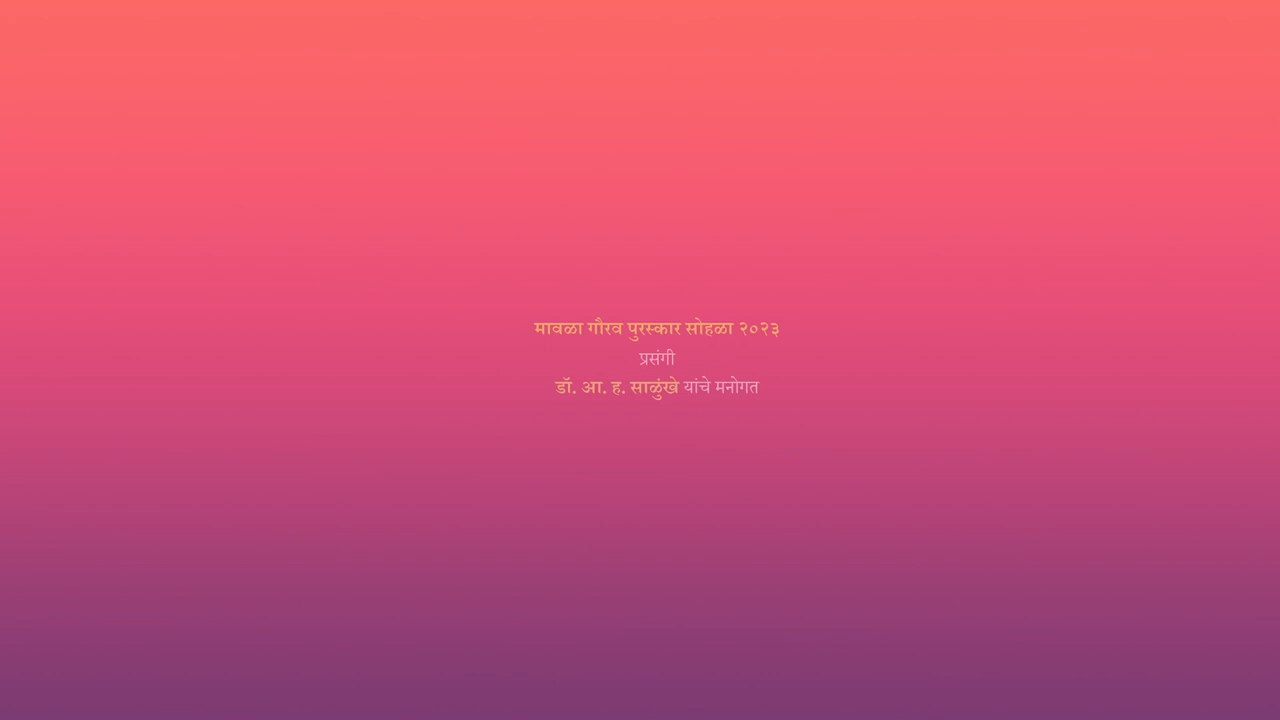 मावळा गौरव पुरस्कार सोहळा २०२३
प्रसंगी
डॉ. आ. ह. साळुंखे यांचे मनोगत